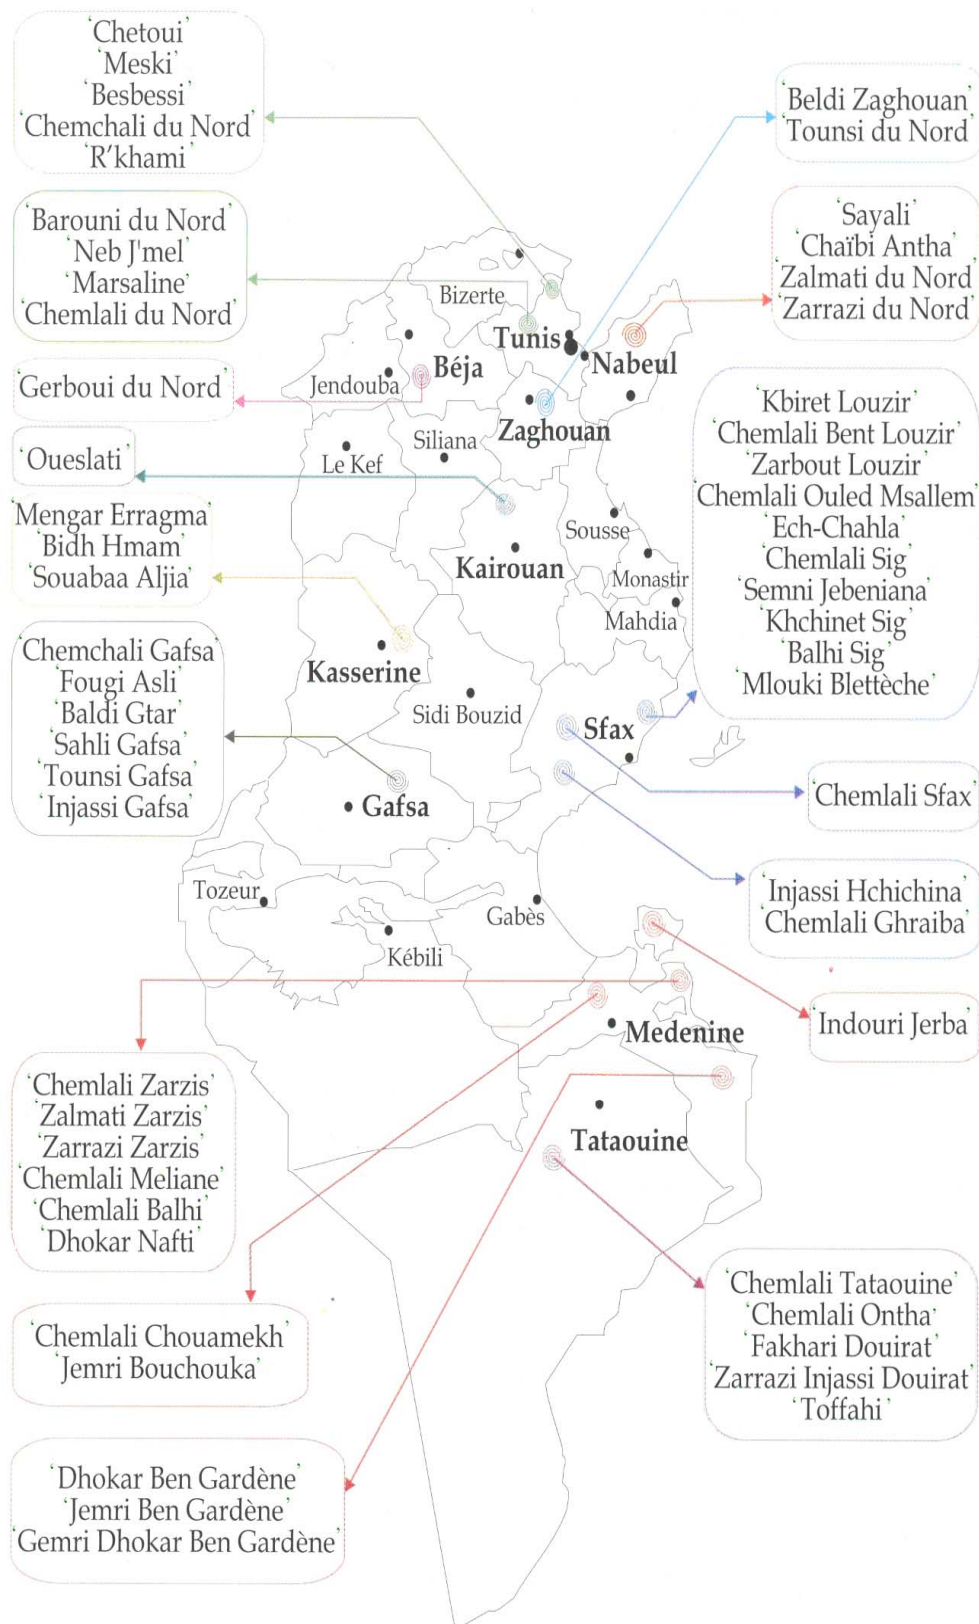 ‘Chetoui’
‘Meski’
‘Besbessi’
‘Chemchali du Nord’
‘R’khami’
‘Beldi Zaghouan’
‘Tounsi du Nord’
‘Barouni du Nord’
‘Neb J'mel’
‘Marsaline’
‘Chemlali du Nord’
‘Sayali’
‘Chaïbi Antha’
‘Zalmati du Nord’
‘Zarrazi du Nord’
Bizerte
Tunis
Nabeul
Béja
Jendouba
Zaghouan
‘Gerboui du Nord’
‘Oueslati’
Siliana
Le Kef
‘Kbiret Louzir’
‘Chemlali Bent Louzir’
‘Zarbout Louzir’
‘Chemlali Ouled Msallem’
‘Ech-Chahla’
‘Chemlali Sig’
‘Semni Jebeniana’
‘Khchinet Sig’
‘Balhi Sig’
‘Mlouki Blettèche’
‘Mengar Erragma’
‘Bidh Hmam’
‘Souabaa Aljia’
Sousse
Kairouan
Monastir
Mahdia
Kasserine
Sidi Bouzid
Sfax
‘Chemchali Gafsa’
‘Fougi Asli’
‘Baldi Gtar’
‘Sahli Gafsa’
‘Tounsi Gafsa’
‘Injassi Gafsa’
Gafsa
‘Chemlali Sfax’
Tozeur
Gabès
Kébili
‘Injassi Hchichina’
‘Chemlali Ghraiba’
‘Indouri Jerba’
Medenine
‘Chemlali Zarzis’
‘Zalmati Zarzis’
‘Zarrazi Zarzis’
‘Chemlali Meliane’
‘Chemlali Balhi’
‘Dhokar Nafti’
Tataouine
‘Chemlali Tataouine’
‘Chemlali Ontha’
‘Fakhari Douirat’
‘Zarrazi Injassi Douirat’
‘Toffahi’
‘Chemlali Chouamekh’
‘Jemri Bouchouka’
‘Dhokar Ben Gardène’
‘Jemri Ben Gardène’
‘Gemri Dhokar Ben Gardène’